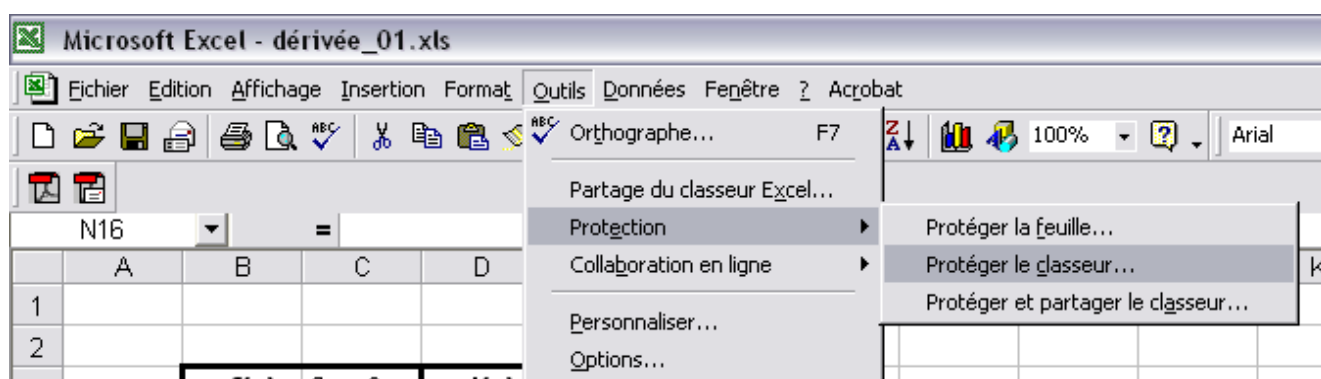 Microsoft Excel - dérivée_01.xls
Fichier Edition Affichage Insertion Format Outils Données Fenêtre ? Acrobat
ABC Orthographe... F7
100% Arial
Partage du classeur Excel...
N16 = Protection Protéger la feuille...
A B C D Collaboration en ligne Protéger le classeur...
1 Protéger et partager le classeur...
Personnaliser...
2
Options...